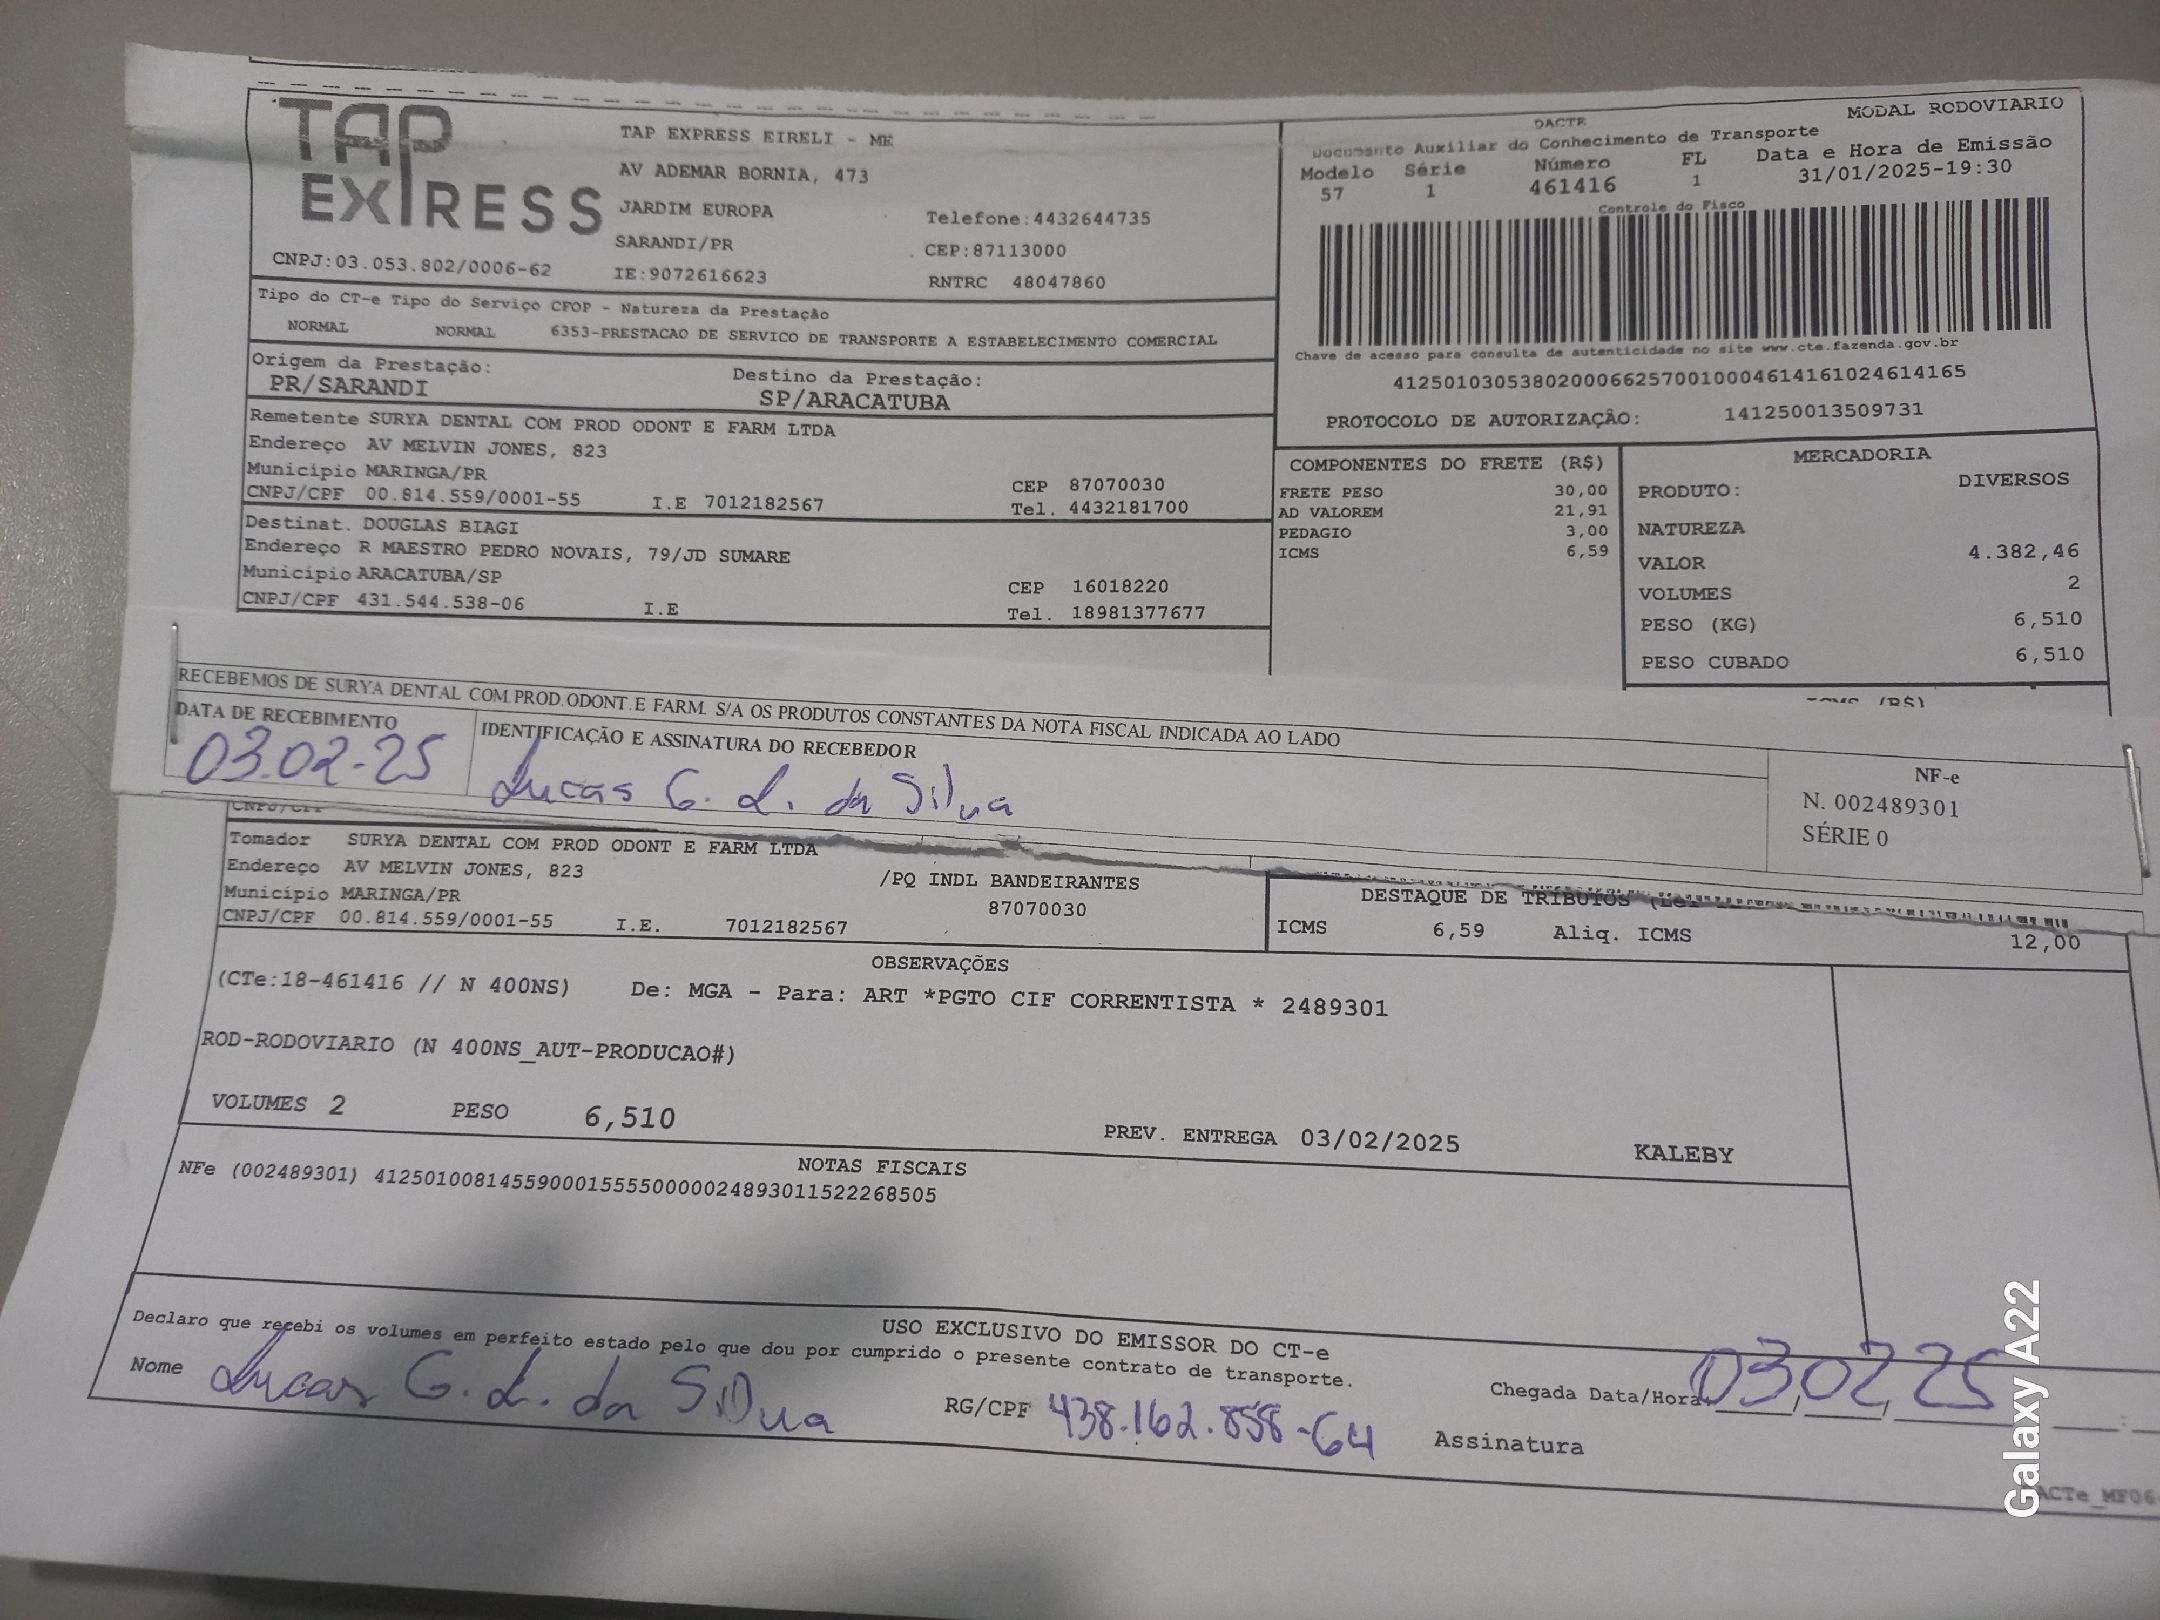 TAP
EXPRESS
TAP EXPRESS EIRELI - ME
AV ADEMAR BORNIA, 473
JARDIM EUROPA
Telefone:4432644735
SARANDI/PR
CEP:87113000
CNPJ:03.053.802/0006-62
IE:9072616623
RNTRC 48047860
DACTE
MODAL RODOVIARIO
Documento Auxiliar do Conhecimento de Transporte
Modelo Série Número FL Data e Hora de Emissão
57 1 461416 1 31/01/2025-19:30
Controle do Fisco
Chave de acesso para consulta de autenticidade no site www.cte.fazenda.gov.br
41250103053802000662570010004614161024614165
PROTOCOLO DE AUTORIZAÇÃO: 141250013509731
Tipo do CT-e Tipo do Serviço CFOP - Natureza da Prestação
NORMAL NORMAL 6353-PRESTACAO DE SERVICO DE TRANSPORTE A ESTABELECIMENTO COMERCIAL
Origem da Prestação: Destino da Prestação:
PR/SARANDI SP/ARACATUBA
Remetente SURYA DENTAL COM PROD ODONT E FARM LTDA
Endereço AV MELVIN JONES, 823
Município MARINGA/PR CEP 87070030
CNPJ/CPF 00.814.559/0001-55 I.E 7012182567 Tel. 4432181700
Destinat. DOUGLAS BIAGI
Endereço R MAESTRO PEDRO NOVAIS, 79/JD SUMARE
Município ARACATUBA/SP CEP 16018220
CNPJ/CPF 431.544.538-06 I.E Tel. 18981377677
COMPONENTES DO FRETE (R$)
FRETE PESO 30,00
AD VALOREM 21,91
PEDAGIO 3,00
ICMS 6,59
MERCADORIA
PRODUTO: DIVERSOS
NATUREZA
VALOR 4.382,46
VOLUMES 2
PESO (KG) 6,510
PESO CUBADO 6,510
RECEBEMOS DE SURYA DENTAL COM.PROD.ODONT.E FARM. S/A OS PRODUTOS CONSTANTES DA NOTA FISCAL INDICADA AO LADO
DATA DE RECEBIMENTO IDENTIFICAÇÃO E ASSINATURA DO RECEBEDOR
03.02-25 Lucas G. L. da Silva
NF-e
N. 002489301
SÉRIE 0
CNPJ/CPF
Tomador SURYA DENTAL COM PROD ODONT E FARM LTDA
Endereço AV MELVIN JONES, 823 /PQ INDL BANDEIRANTES
Município MARINGA/PR 87070030
CNPJ/CPF 00.814.559/0001-55 I.E. 7012182567
DESTAQUE DE TRIBUTOS (Lei
ICMS 6,59 Aliq. ICMS 12,00
OBSERVAÇÕES
(CTe:18-461416 // N 400NS) De: MGA - Para: ART *PGTO CIF CORRENTISTA * 2489301
ROD-RODOVIARIO (N 400NS_AUT-PRODUCAO#)
VOLUMES 2 PESO 6,510 PREV. ENTREGA 03/02/2025 KALEBY
NOTAS FISCAIS
NFe (002489301) 41250100814559000155550000024893011522268505
USO EXCLUSIVO DO EMISSOR DO CT-e
Declaro que recebi os volumes em perfeito estado pelo que dou por cumprido o presente contrato de transporte.
Nome Lucas G. L. da Silva RG/CPF 438.162.858-64 Chegada Data/Hora: 03/02/25
Assinatura
Galaxy A22